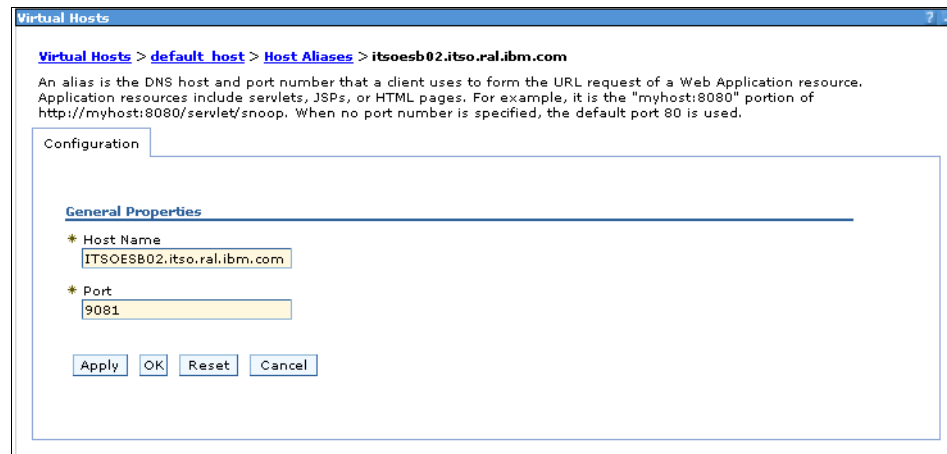 Virtual Hosts
?
Virtual Hosts > default_host > Host Aliases > itsoesb02.itso.ral.ibm.com
An alias is the DNS host and port number that a client uses to form the URL request of a Web Application resource.
Application resources include servlets, JSPs, or HTML pages. For example, it is the "myhost:8080" portion of
http://myhost:8080/servlet/snoop. When no port number is specified, the default port 80 is used.
Configuration
General Properties
* Host Name
ITSOESB02.itso.ral.ibm.com
* Port
9081
Apply OK Reset Cancel